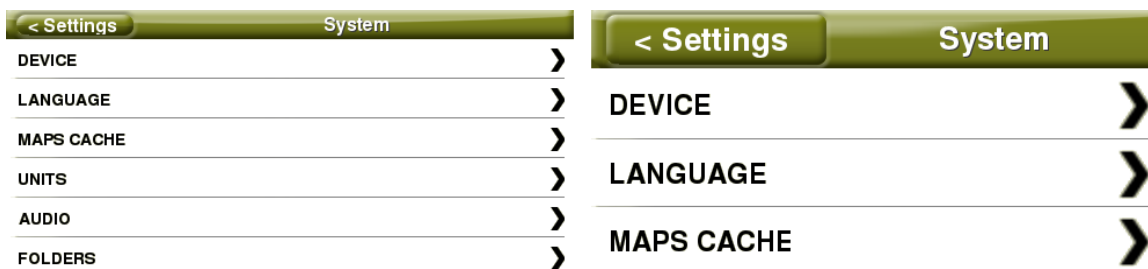 < Settings System
DEVICE
LANGUAGE
MAPS CACHE
UNITS
AUDIO
FOLDERS
< Settings System
DEVICE
LANGUAGE
MAPS CACHE